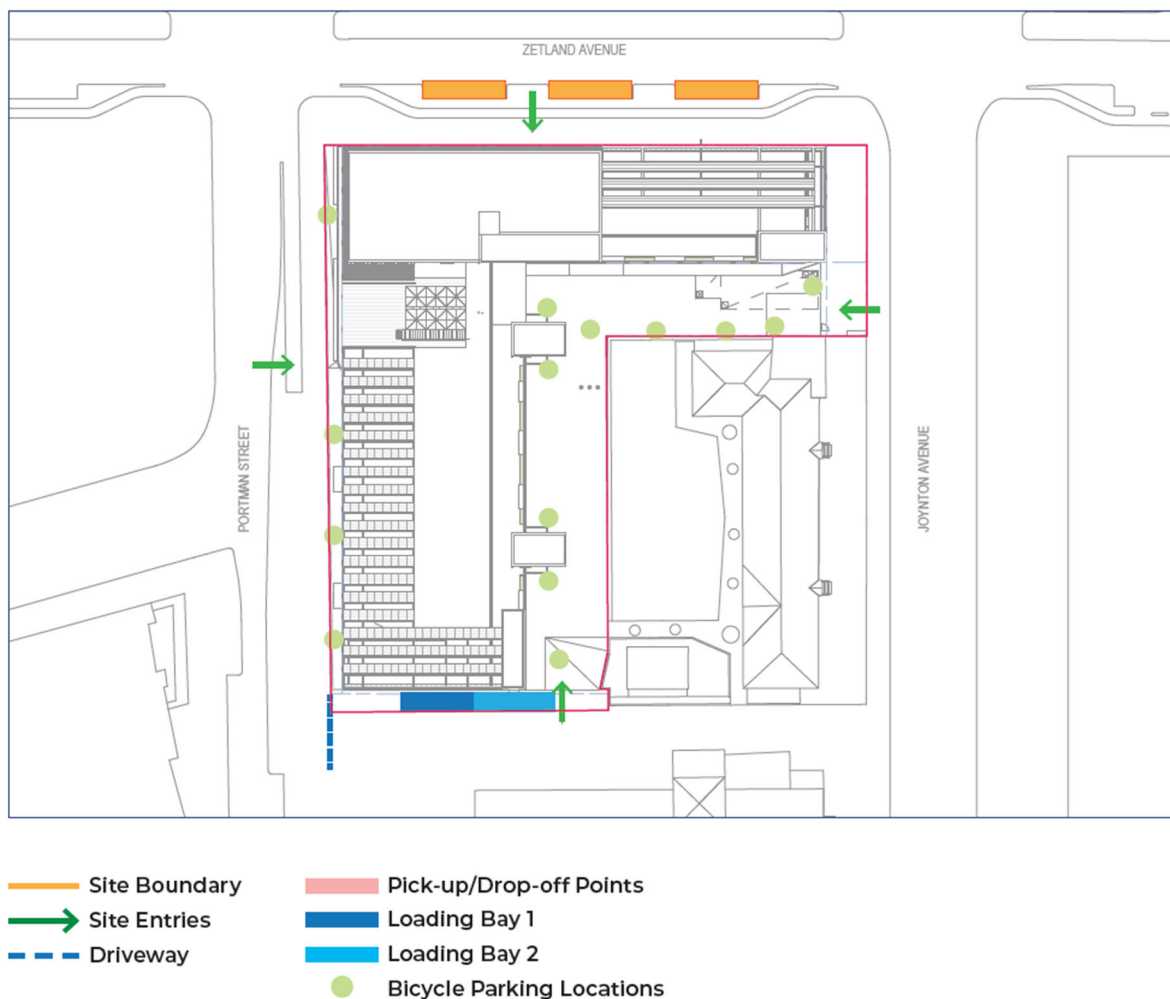 ZETLAND AVENUE
PORTMAN STREET
JOYNTON AVENUE
Site Boundary
Site Entries
Driveway
Pick-up/Drop-off Points
Loading Bay 1
Loading Bay 2
Bicycle Parking Locations